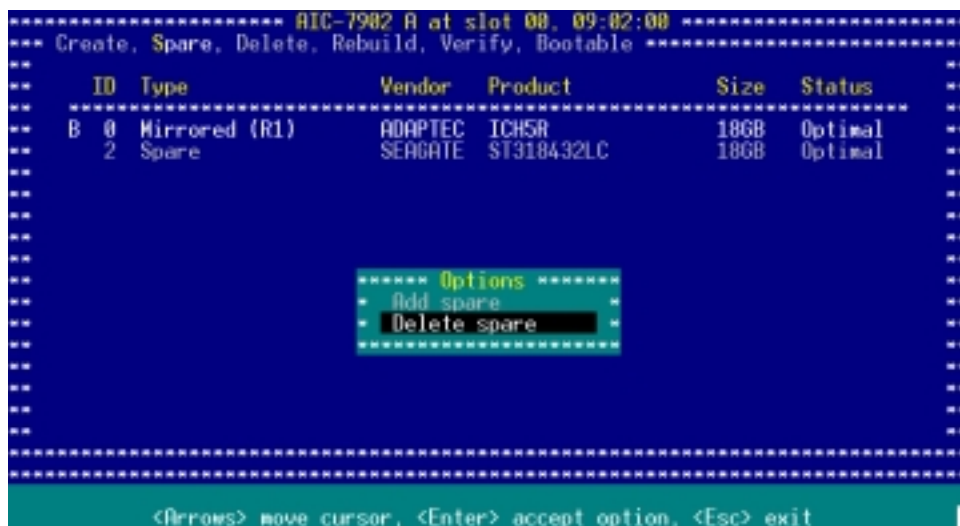 AIC-7902 A at slot 00, 09:02:00
Create, Spare, Delete, Rebuild, Verify, Bootable
ID Type Vendor Product Size Status
B 0 Mirrored (R1) ADAPTEC ICH5R 18GB Optimal
2 Spare SEAGATE ST318432LC 18GB Optimal
Options
Add spare
Delete spare
<Arrows> move cursor, <Enter> accept option, <Esc> exit